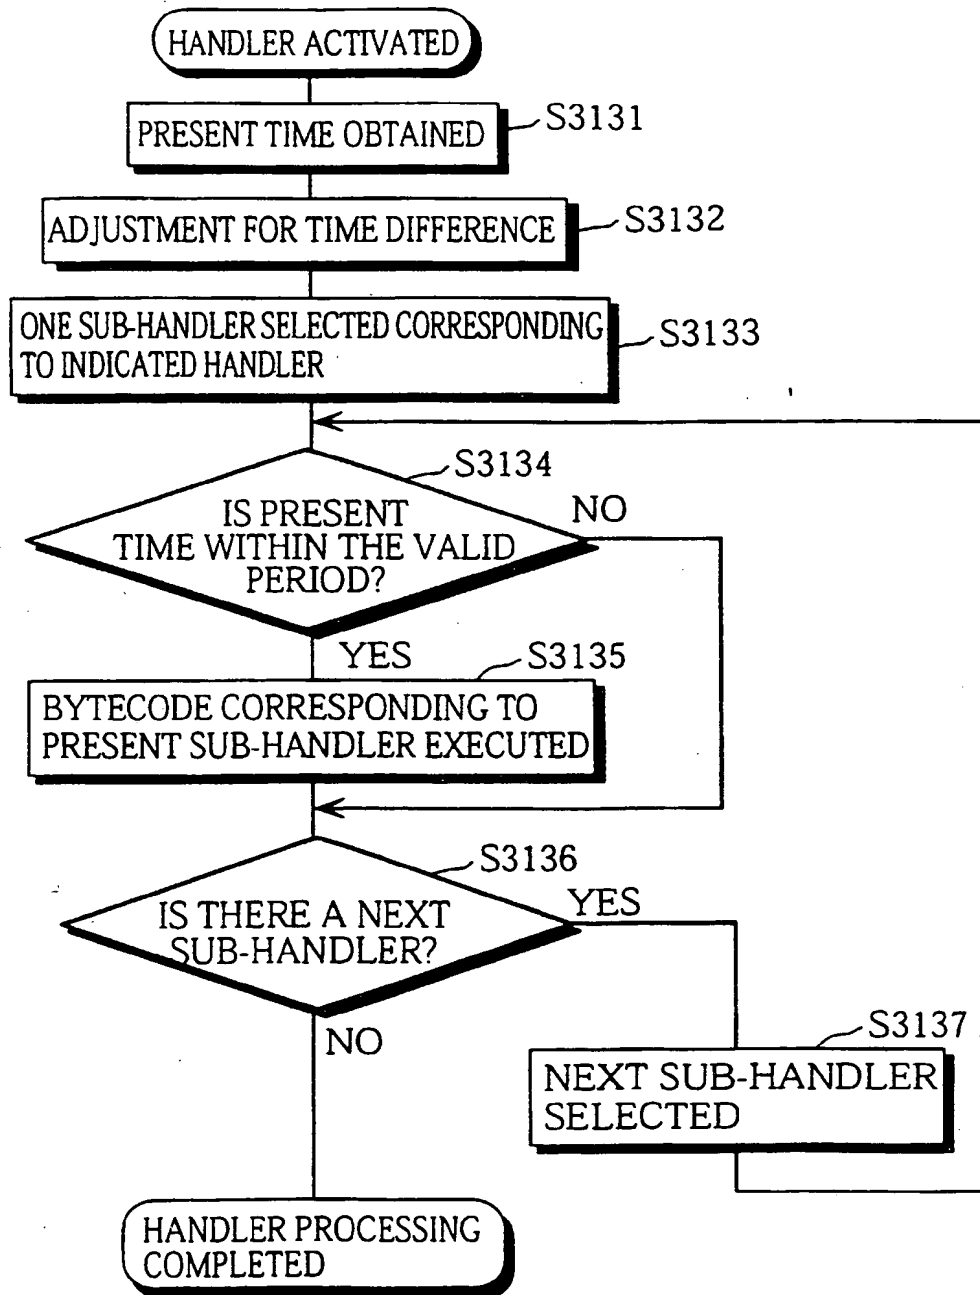 HANDLER ACTIVATED
PRESENT TIME OBTAINED
S3131
ADJUSTMENT FOR TIME DIFFERENCE
S3132
ONE SUB-HANDLER SELECTED CORRESPONDING
TO INDICATED HANDLER
S3133
S3134
IS PRESENT
TIME WITHIN THE VALID
PERIOD?
NO
YES
S3135
BYTECODE CORRESPONDING TO
PRESENT SUB-HANDLER EXECUTED
S3136
IS THERE A NEXT
SUB-HANDLER?
YES
NO
S3137
NEXT SUB-HANDLER
SELECTED
HANDLER PROCESSING
COMPLETED